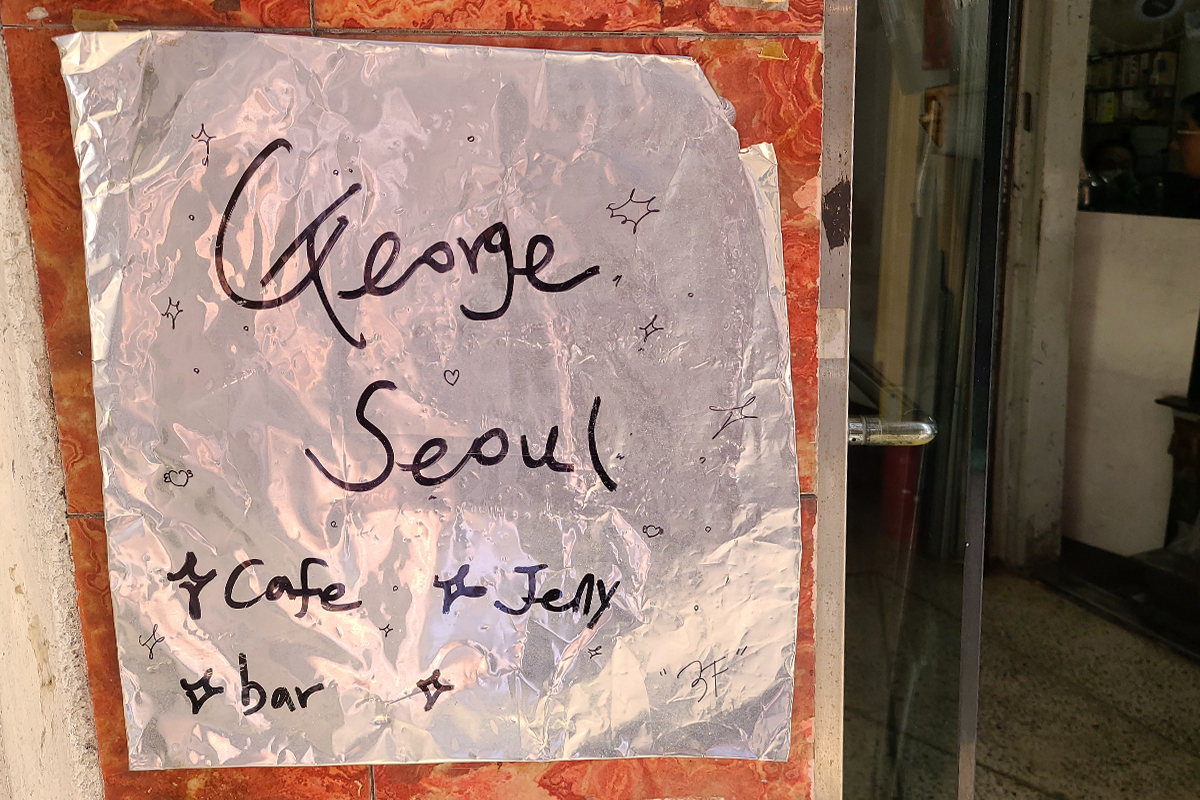 George
Seoul
Cafe Jelly
bar
"3F"